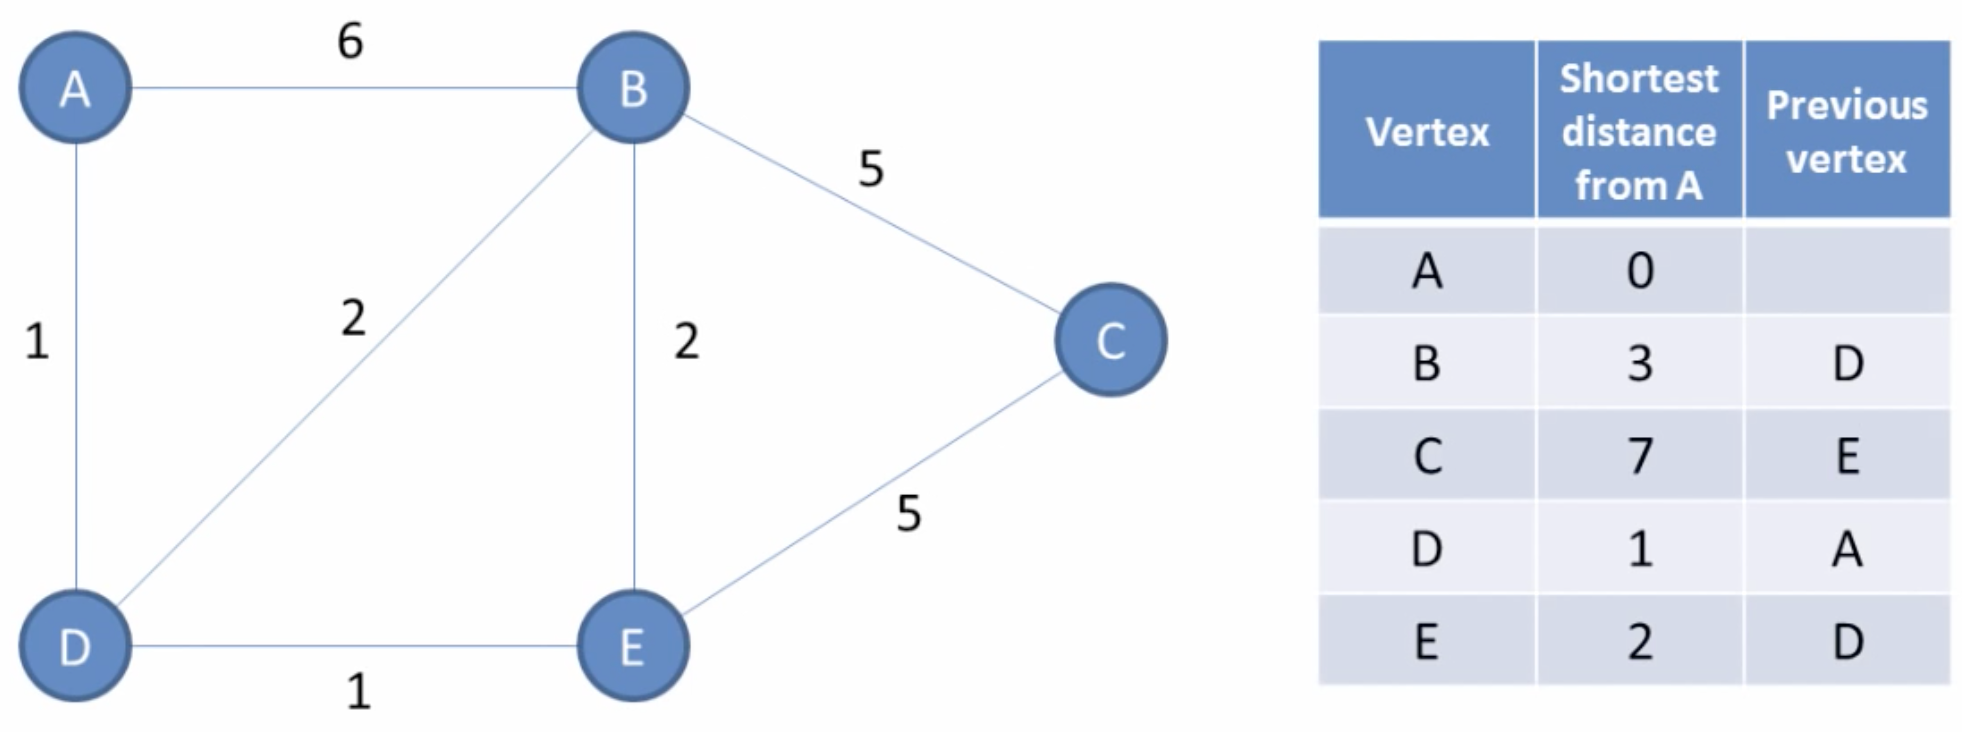 A
6
B
5
1
2
2
C
5
D
1
E
Vertex
Shortest
distance
from A
Previous
vertex
A 0
B 3 D
C 7 E
D 1 A
E 2 D